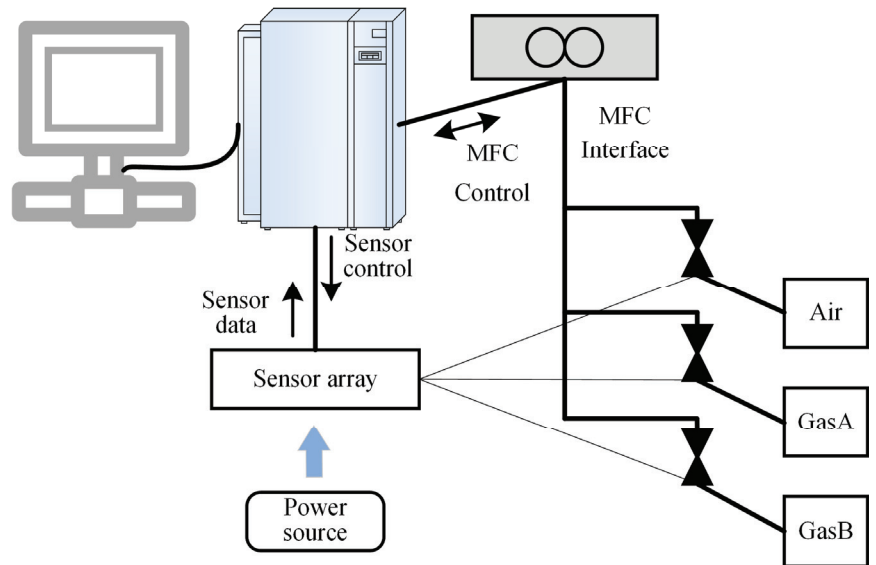 MFC
Interface
MFC
Control
Sensor
control
Sensor
data
Air
Sensor array
GasA
Power
source
GasB